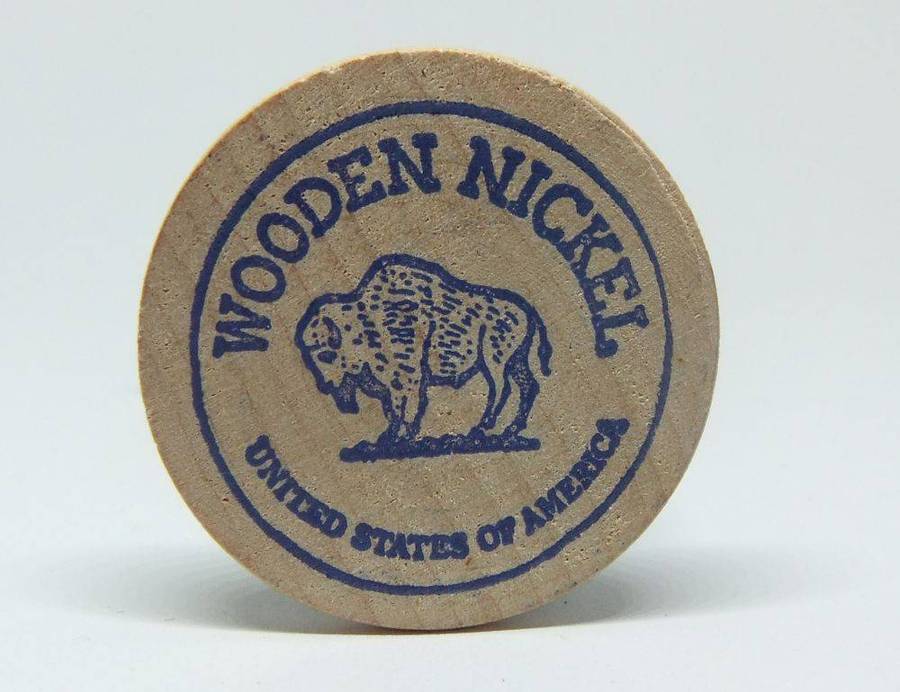 WOODEN NICKEL
UNITED STATES OF AMERICA